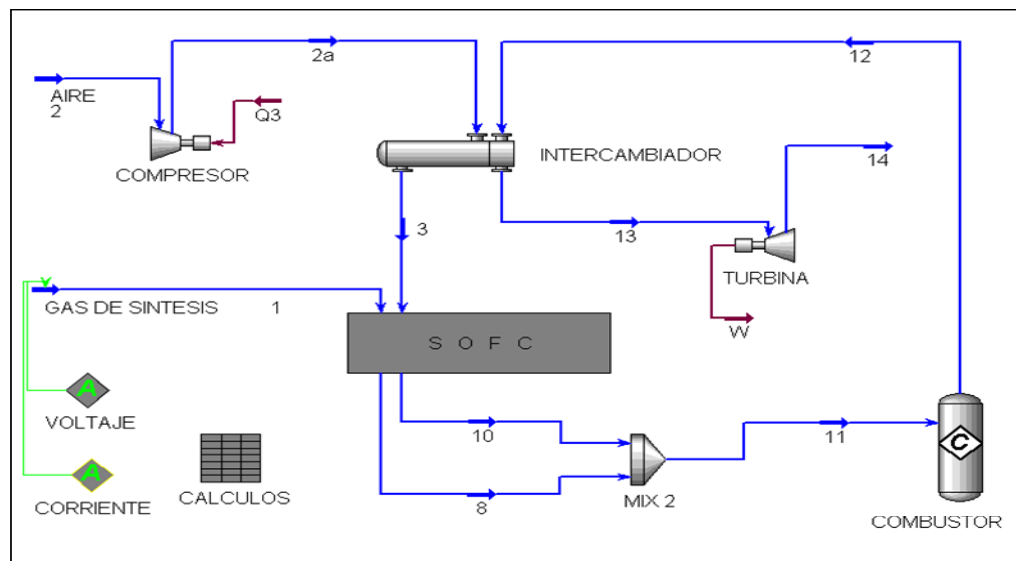 2a
12
AIRE
2
Q3
COMPRESOR
INTERCAMBIADOR
14
3
13
TURBINA
GAS DE SINTESIS 1
W
S O F C
A
VOLTAJE
10
11
C
A
CORRIENTE
CALCULOS
8
MIX 2
COMBUSTOR